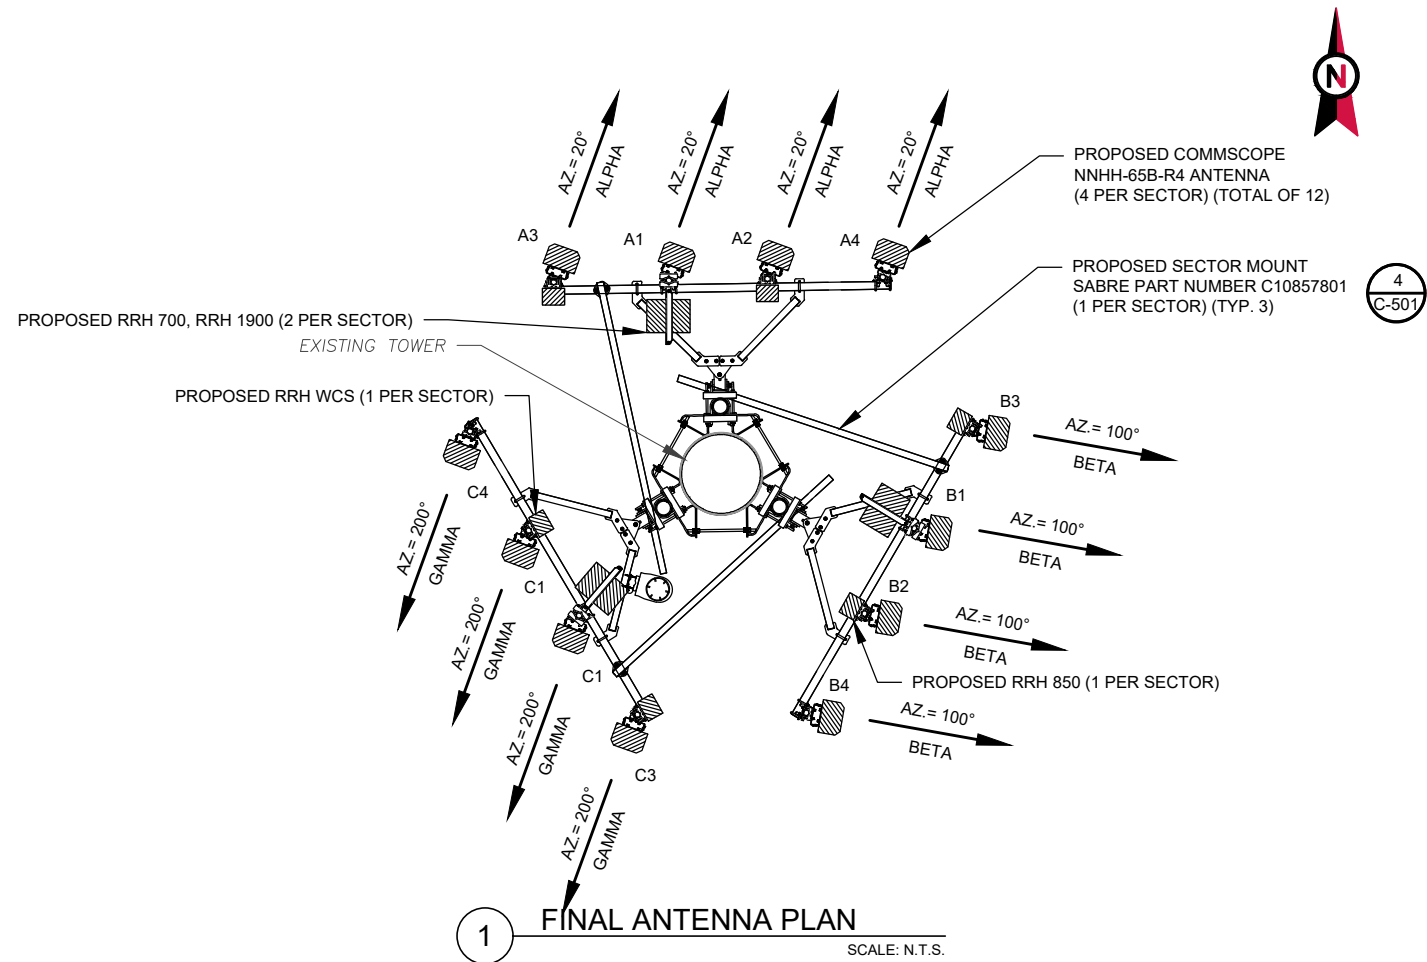 N
AZ.= 20°
ALPHA
AZ.= 20°
ALPHA
AZ.= 20°
ALPHA
AZ.= 20°
ALPHA
PROPOSED COMMSCOPE
NNHH-65B-R4 ANTENNA
(4 PER SECTOR) (TOTAL OF 12)
A3
A1
A2
A4
PROPOSED SECTOR MOUNT
SABRE PART NUMBER C10857801
(1 PER SECTOR) (TYP. 3)
4
C-501
PROPOSED RRH 700, RRH 1900 (2 PER SECTOR)
EXISTING TOWER
PROPOSED RRH WCS (1 PER SECTOR)
B3
AZ.= 100°
BETA
C4
B1
AZ.= 100°
BETA
AZ.= 200°
GAMMA
C1
B2
AZ.= 100°
BETA
AZ.= 200°
GAMMA
C1
B4
PROPOSED RRH 850 (1 PER SECTOR)
AZ.= 100°
BETA
AZ.= 200°
GAMMA
C3
AZ.= 200°
GAMMA
1
FINAL ANTENNA PLAN
SCALE: N.T.S.